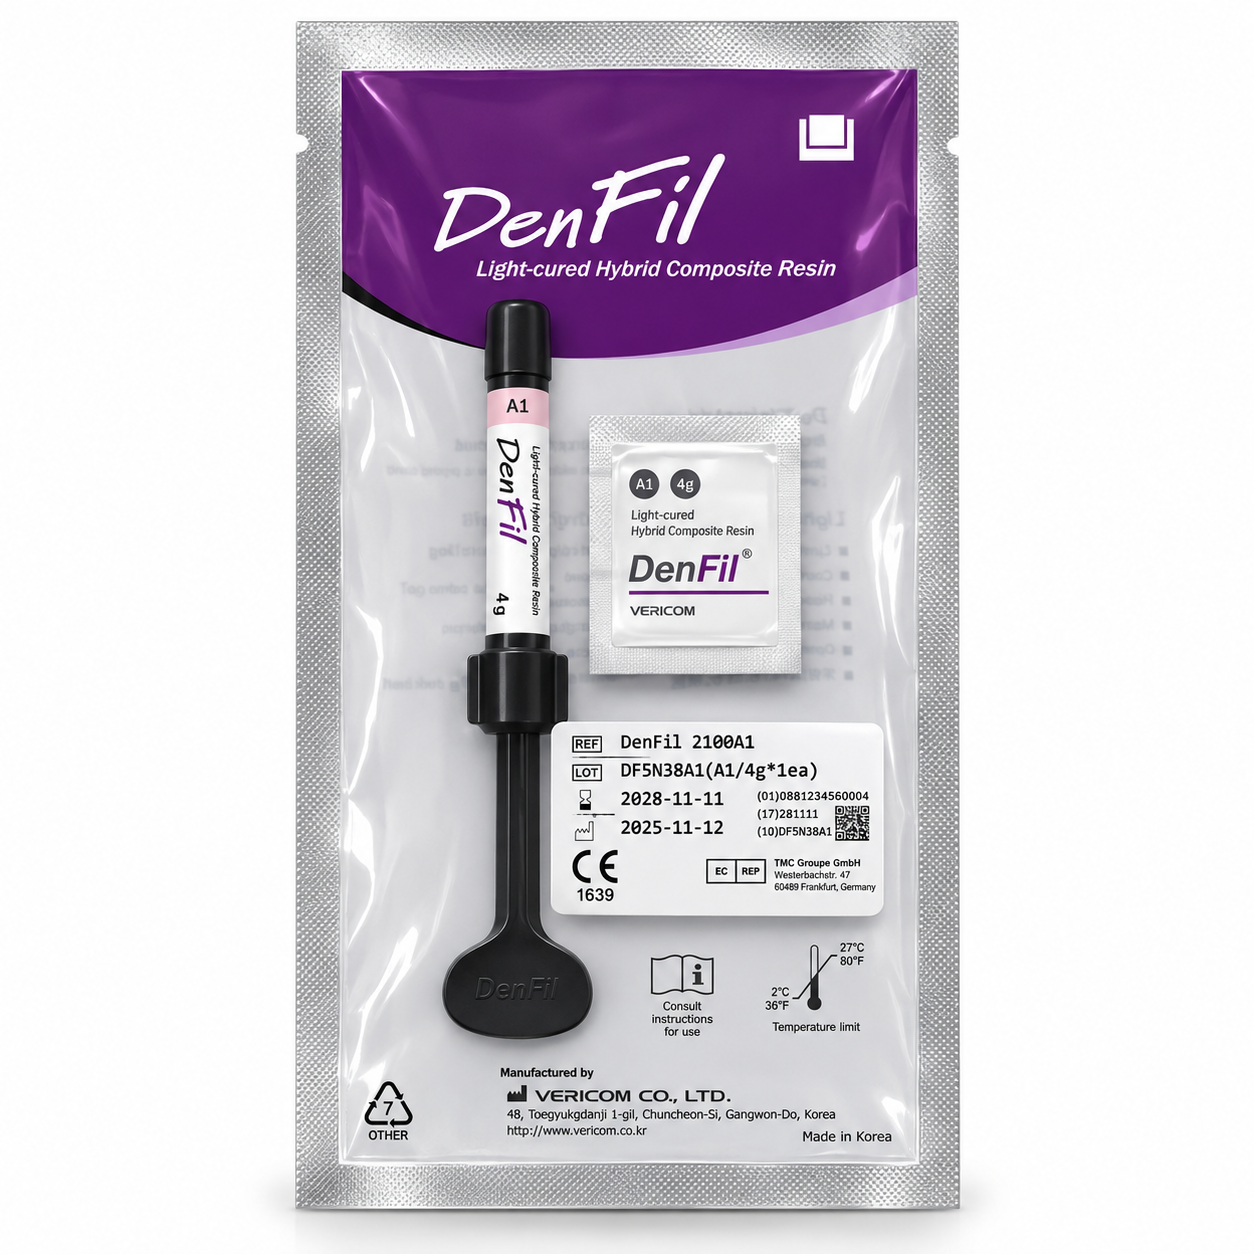 DenFil
Light-cured Hybrid Composite Resin
A1
DenFil
Light-cured Hybrid Composite Resin
4g
A1 4g
Light-cured
Hybrid Composite Resin
DenFil®
VERICOM
REF DenFil 2100A1
LOT DF5N38A1(A1/4g*1ea)
2028-11-11
2025-11-12
(01)0881234560004
(17)281111
(10)DF5N38A1
CE
1639
EC REP
TMC Groupe GmbH
Westerbachstr. 47
60489 Frankfurt, Germany
DenFil
Consult
instructions
for use
27°C
80°F
2°C
36°F
Temperature limit
Manufactured by
VERICOM CO., LTD.
48, Toegyukgdanji 1-gil, Chuncheon-Si, Gangwon-Do, Korea
http://www.vericom.co.kr
Made in Korea
7
OTHER